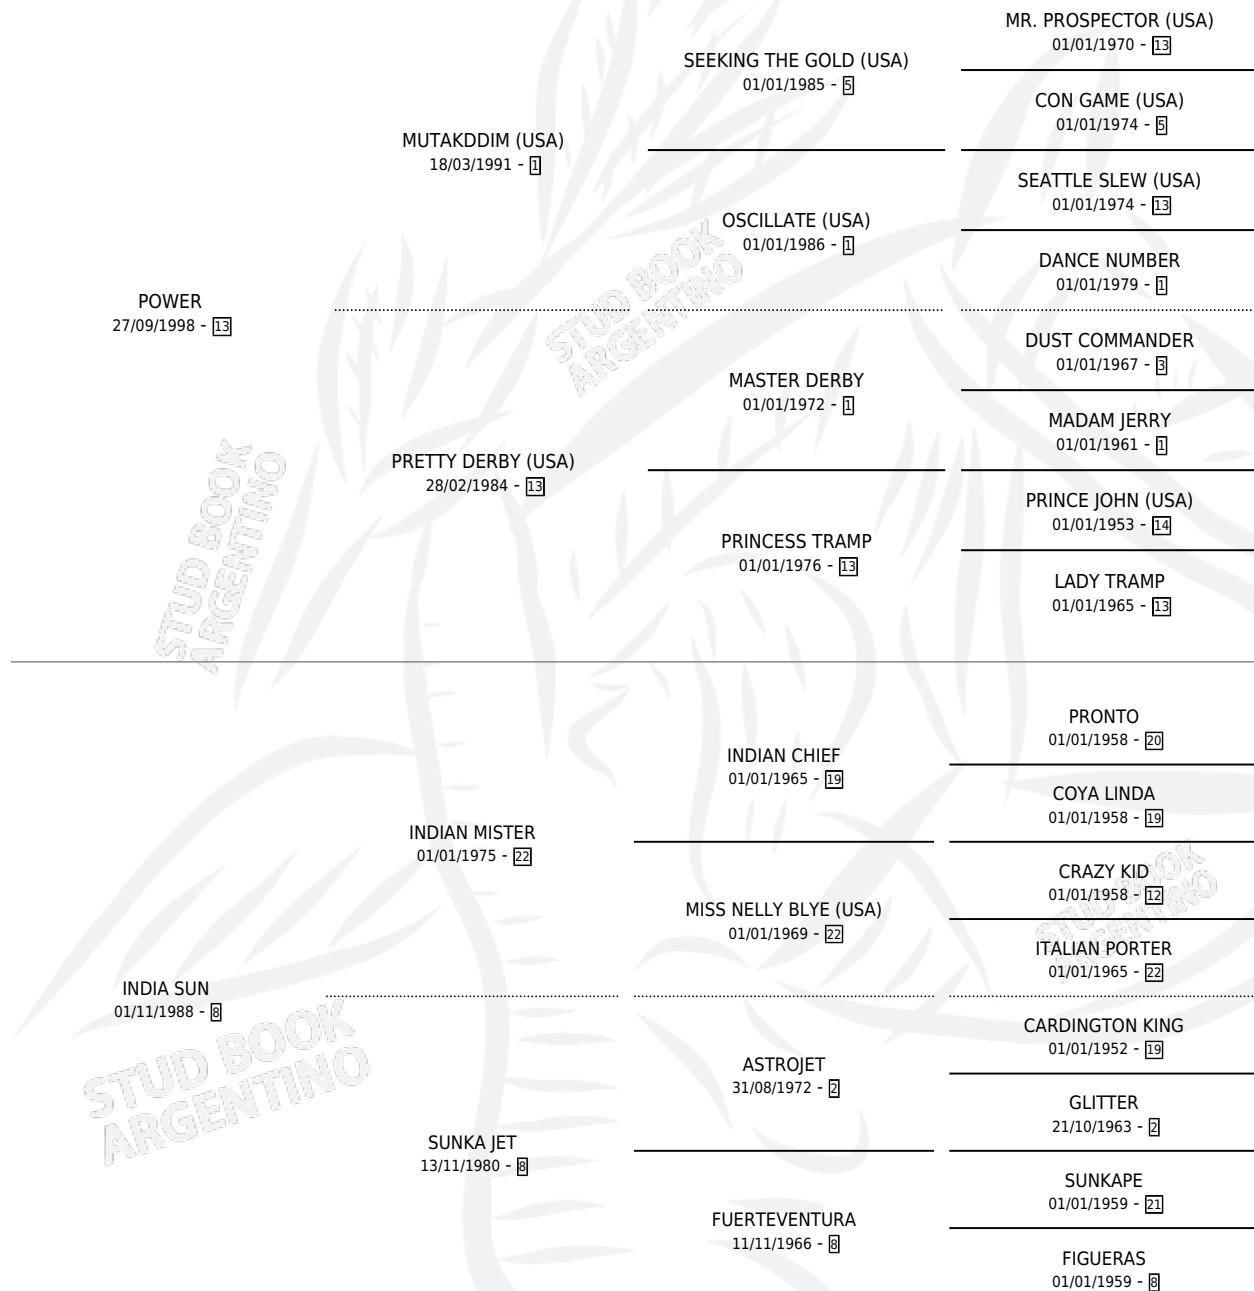 MR. PROSPECTOR (USA)
01/01/1970 - 13
SEEKING THE GOLD (USA)
01/01/1985 - 5
CON GAME (USA)
01/01/1974 - 5
MUTAKDDIM (USA)
18/03/1991 - 1
SEATTLE SLEW (USA)
01/01/1974 - 13
OSCILLATE (USA)
01/01/1986 - 1
DANCE NUMBER
01/01/1979 - 1
POWER
27/09/1998 - 13
STUD BOOK
ARGENTINO
DUST COMMANDER
01/01/1967 - 3
MASTER DERBY
01/01/1972 - 1
MADAM JERRY
01/01/1961 - 1
PRETTY DERBY (USA)
28/02/1984 - 13
PRINCE JOHN (USA)
01/01/1953 - 14
PRINCESS TRAMP
01/01/1976 - 13
LADY TRAMP
01/01/1965 - 13
STUD BOOK
ARGENTINO
PRONTO
01/01/1958 - 20
INDIAN CHIEF
01/01/1965 - 19
COYA LINDA
01/01/1958 - 19
INDIAN MISTER
01/01/1975 - 22
CRAZY KID
01/01/1958 - 12
MISS NELLY BLYE (USA)
01/01/1969 - 22
ITALIAN PORTER
01/01/1965 - 22
STUD BOOK
ARGENTINO
INDIA SUN
01/11/1988 - 8
CARDINGTON KING
01/01/1952 - 19
ASTROJET
31/08/1972 - 2
GLITTER
21/10/1963 - 2
SUNKA JET
13/11/1980 - 8
SUNKAPE
01/01/1959 - 21
FUERTEVENTURA
11/11/1966 - 8
FIGUERAS
01/01/1959 - 8
STUD BOOK
ARGENTINO